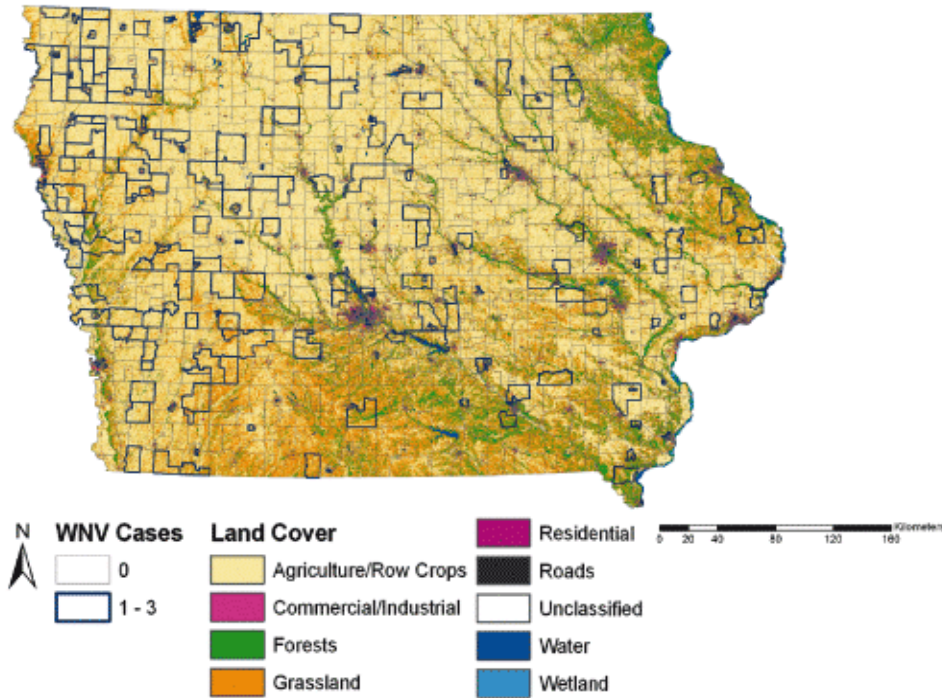 N
WNV Cases
0
1 - 3
Land Cover
Agriculture/Row Crops
Commercial/Industrial
Forests
Grassland
Residential
Roads
Unclassified
Water
Wetland
Kilometers
0 20 40 80 120 160